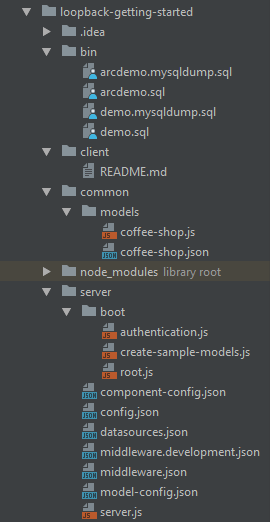 loopback-getting-started
.idea
bin
arcdemo.mysqldump.sql
arcdemo.sql
demo.mysqldump.sql
demo.sql
client
README.md
common
models
coffee-shop.js
coffee-shop.json
node_modules library root
server
boot
authentication.js
create-sample-models.js
root.js
component-config.json
config.json
datasources.json
middleware.development.json
middleware.json
model-config.json
server.js